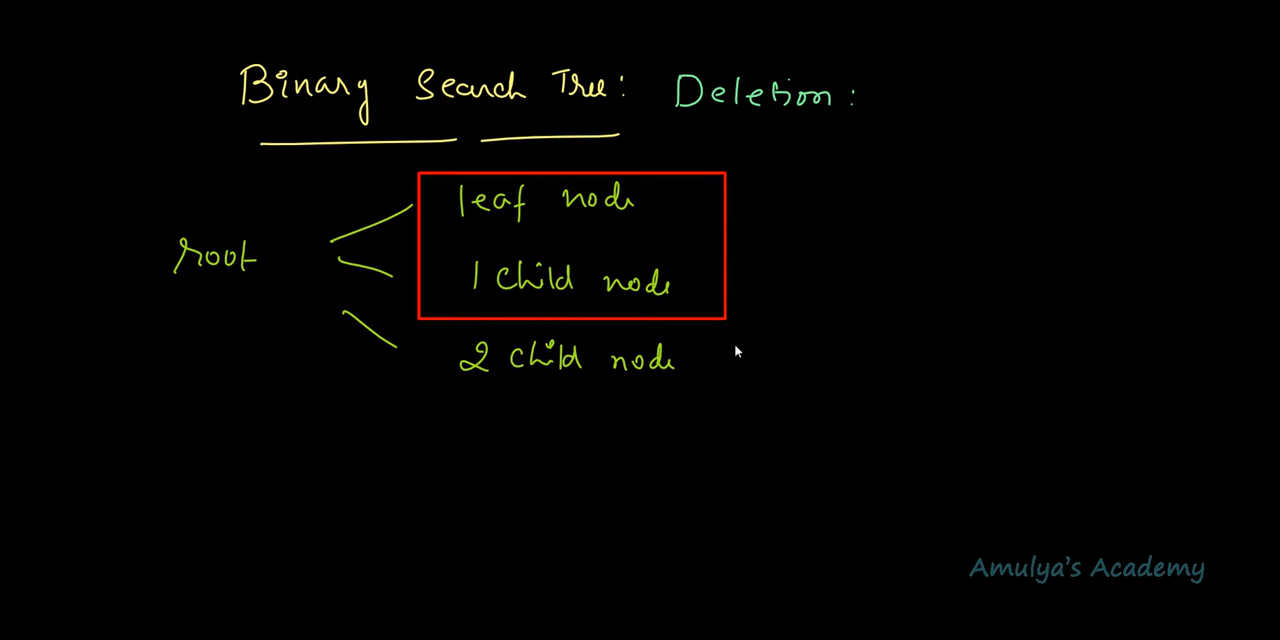 Binary Search Tree: Deletion:
leaf node
root
1 child node
2 child node
Amulya's Academy